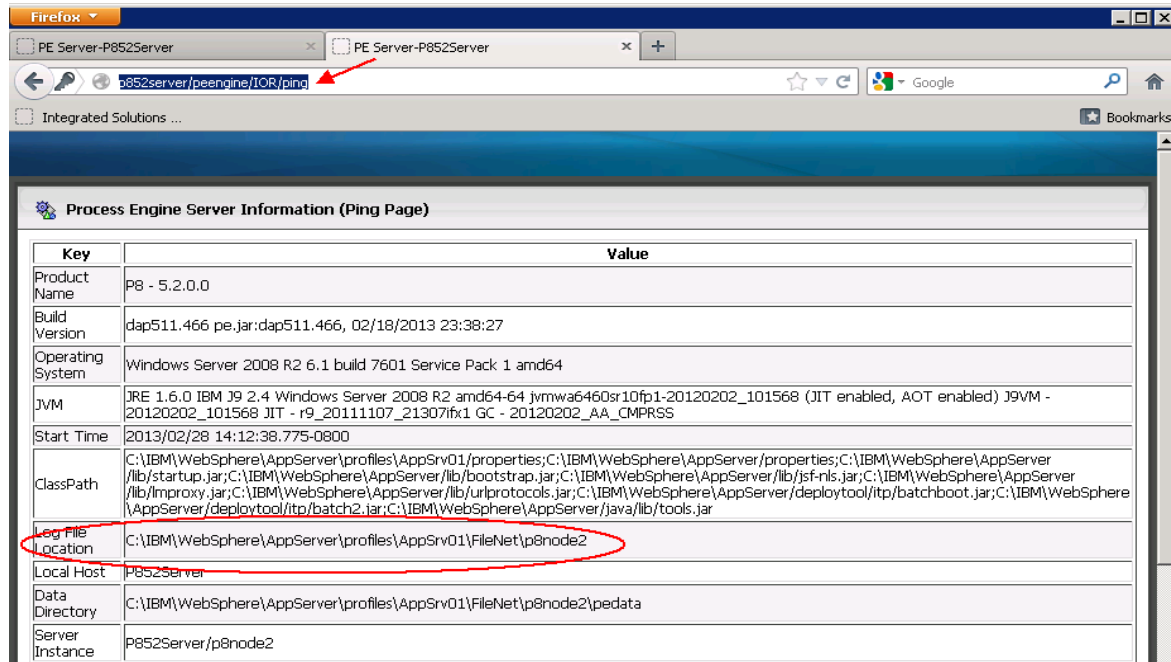 Firefox
PE Server-P852Server
PE Server-P852Server
p852server/peengine/IOR/ping
Google
Integrated Solutions ...
Bookmarks
Process Engine Server Information (Ping Page)
Key Value
Product Name P8 - 5.2.0.0
Build Version dap511.466 pe.jar:dap511.466, 02/18/2013 23:38:27
Operating System Windows Server 2008 R2 6.1 build 7601 Service Pack 1 amd64
JVM JRE 1.6.0 IBM J9 2.4 Windows Server 2008 R2 amd64-64 jvmwa6460sr10fp1-20120202_101568 (JIT enabled, AOT enabled) J9VM -
20120202_101568 JIT - r9_20111107_21307ifx1 GC - 20120202_AA_CMPRSS
Start Time 2013/02/28 14:12:38.775-0800
C:\IBM\WebSphere\AppServer\profiles\AppSrv01/properties;C:\IBM\WebSphere\AppServer/properties;C:\IBM\WebSphere\AppServer
ClassPath /lib/startup.jar;C:\IBM\WebSphere\AppServer/lib/bootstrap.jar;C:\IBM\WebSphere\AppServer/lib/jsf-nls.jar;C:\IBM\WebSphere\AppServer
/lib/lmproxy.jar;C:\IBM\WebSphere\AppServer/lib/urlprotocols.jar;C:\IBM\WebSphere\AppServer/deploytool/itp/batchboot.jar;C:\IBM\WebSphere
\AppServer/deploytool/itp/batch2.jar;C:\IBM\WebSphere\AppServer/java/lib/tools.jar
Log File Location C:\IBM\WebSphere\AppServer\profiles\AppSrv01\FileNet\p8node2
Local Host P852Server
Data Directory C:\IBM\WebSphere\AppServer\profiles\AppSrv01\FileNet\p8node2\pedata
Server Instance P852Server/p8node2